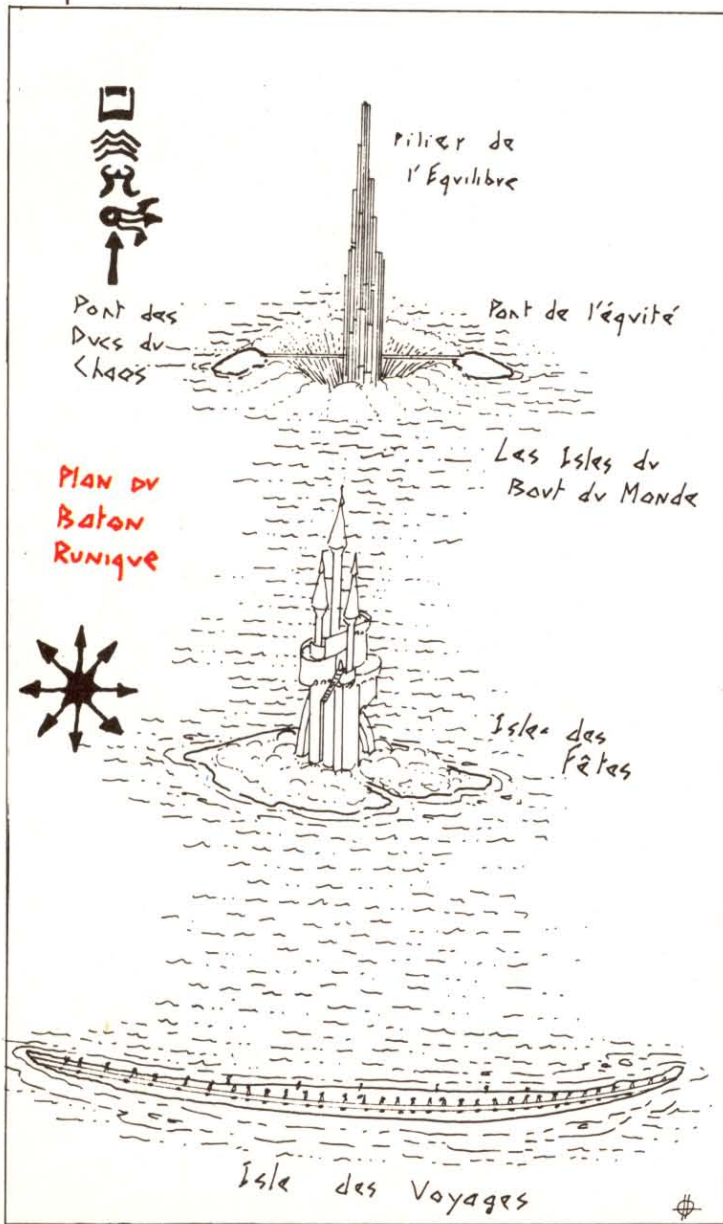 Pilier de
l'Equilibre
Pont des
Ducs du
Chaos
Pont de l'équité
Les Isles du
Bout du Monde
PLAN DU
BATON
RUNIQUE
Isle des
Fêtes
Isle des Voyages